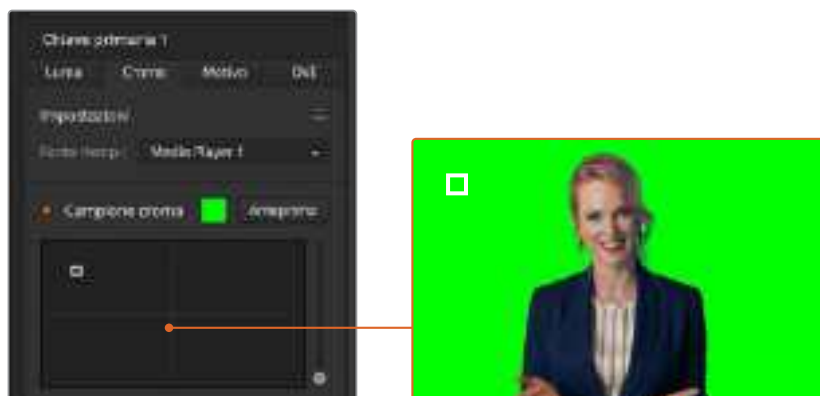 Chiave primaria 1
Luma Croma Motivo DVE
Impostazioni
Media Player 1
Campione croma Anteprima